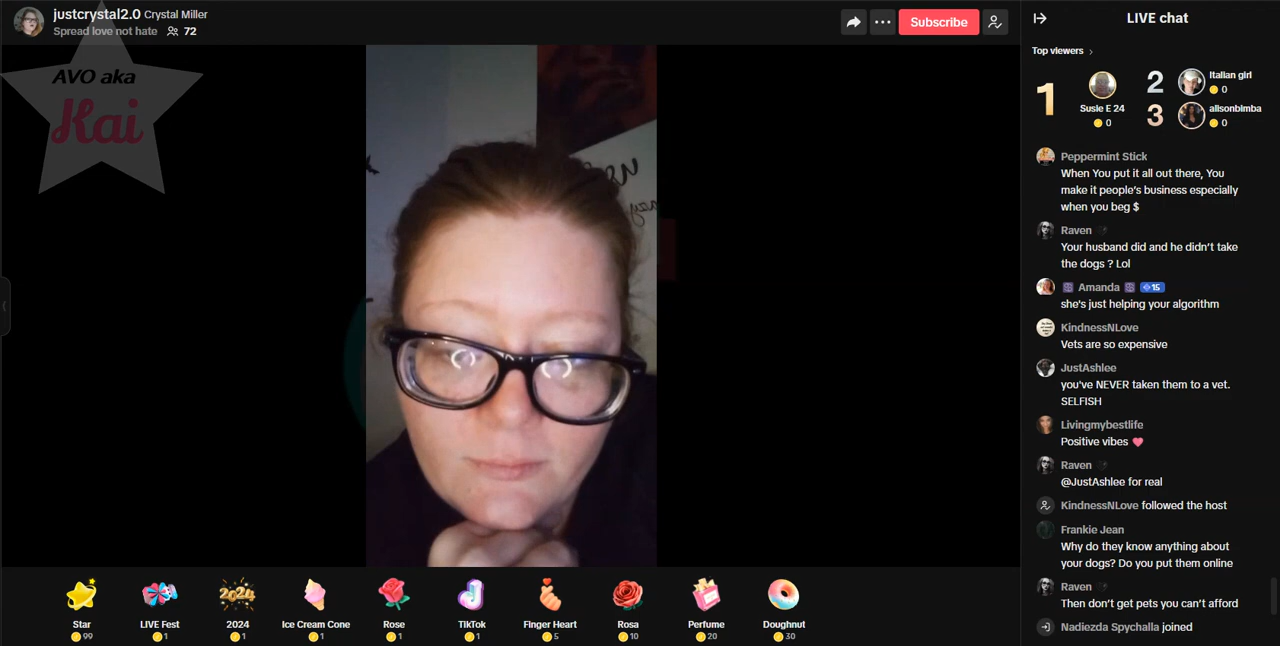 justcrystal2.0 Crystal Miller
Spread love not hate 72
Subscribe
AVO aka
Kai
LIVE chat
Top viewers
1
Susie E 24
0
2
Italian girl
0
3
alisonbimba
0
Peppermint Stick
When You put it all out there, You
make it people's business especially
when you beg $
Raven
Your husband did and he didn't take
the dogs ? Lol
Amanda 15
she's just helping your algorithm
KindnessNLove
Vets are so expensive
JustAshlee
you've NEVER taken them to a vet.
SELFISH
Livingmybestlife
Positive vibes
Raven
@JustAshlee for real
KindnessNLove followed the host
Frankie Jean
Why do they know anything about
your dogs? Do you put them online
Raven
Then don't get pets you can't afford
Nadiezda Spychalla joined
2024
Star
99
LIVE Fest
1
2024
1
Ice Cream Cone
1
Rose
1
TikTok
1
Finger Heart
5
Rosa
10
Perfume
20
Doughnut
30